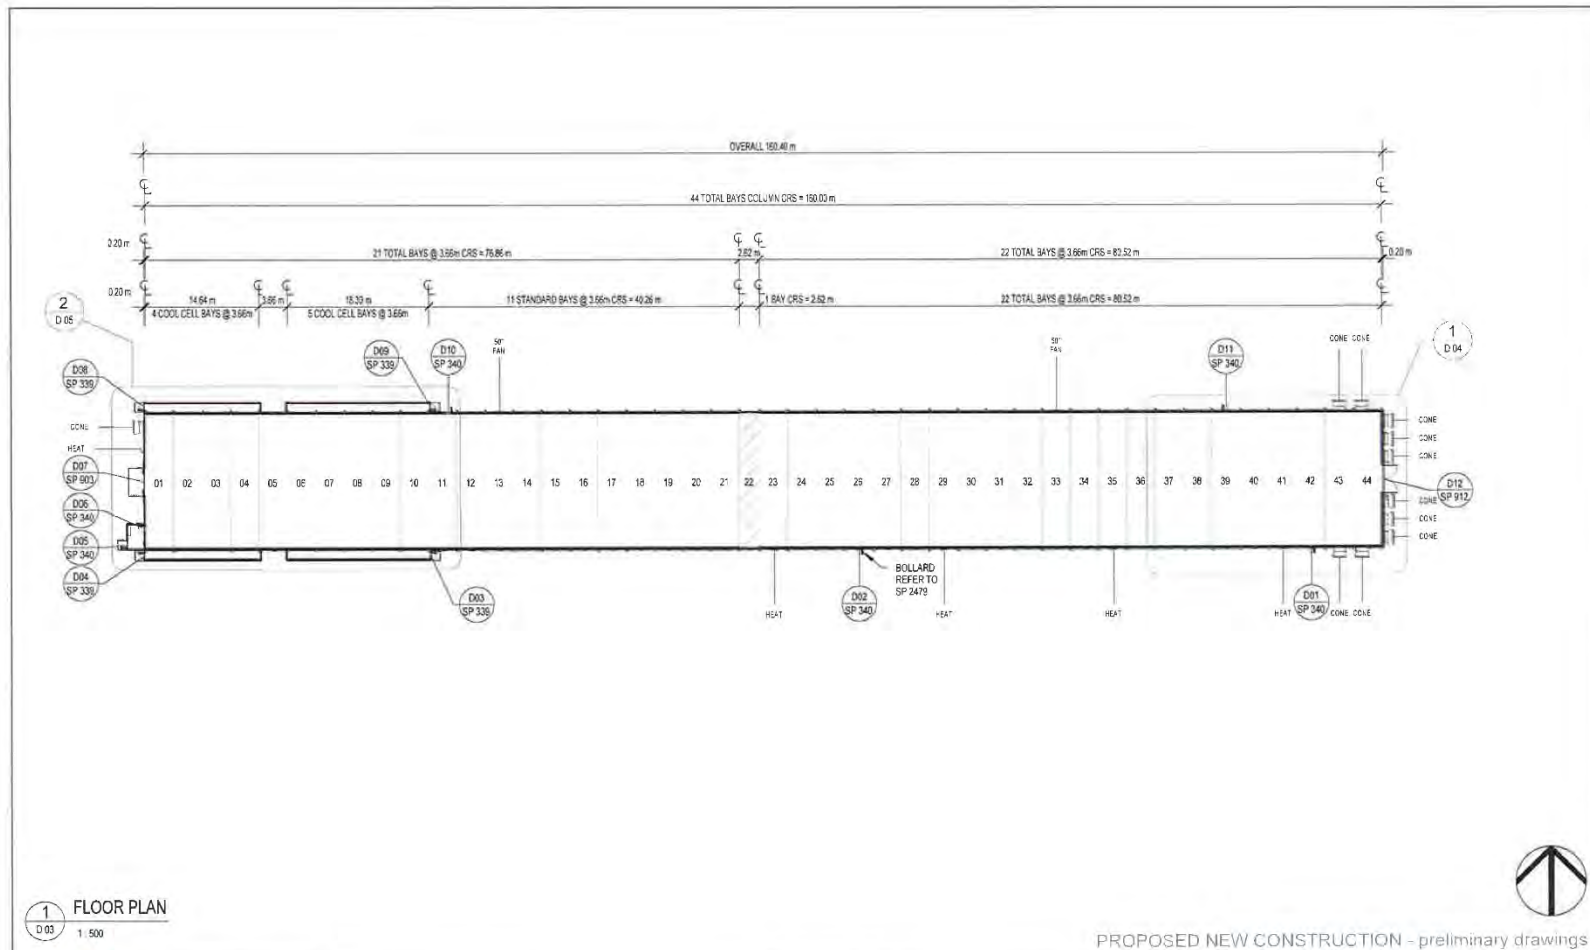 OVERALL 160.40 m
44 TOTAL BAYS COLUMN CRS = 160.00 m
0.20 m
21 TOTAL BAYS @ 3.66m CRS = 76.86 m
2.62 m
22 TOTAL BAYS @ 3.66m CRS = 82.52 m
0.20 m
0.20 m
14.64 m
3.66 m
18.30 m
11 STANDARD BAYS @ 3.66m CRS = 40.26 m
1 BAY CRS = 2.62 m
22 TOTAL BAYS @ 3.66m CRS = 80.52 m
4 COOL CELL BAYS @ 3.66m
5 COOL CELL BAYS @ 3.66m
2
D 05
1
D 04
D08
SP 339
D09
SP 339
D10
SP 340
50"
FAN
50"
FAN
D11
SP 340
CONE CONE
CONE
HEAT
D07
SP 903
D06
SP 340
D05
SP 340
D04
SP 339
01 02 03 04 05 06 07 08 09 10 11 12 13 14 15 16 17 18 19 20 21 22 23 24 25 26 27 28 29 30 31 32 33 34 35 36 37 38 39 40 41 42 43 44
CONE
CONE
CONE
D12
SP 912
CONE
CONE
CONE
D03
SP 339
HEAT
D02
SP 340
BOLLARD
REFER TO
SP 2479
HEAT
HEAT
HEAT
D01
SP 340
CONE CONE
1
D 03
FLOOR PLAN
1 : 500
PROPOSED NEW CONSTRUCTION - preliminary drawings